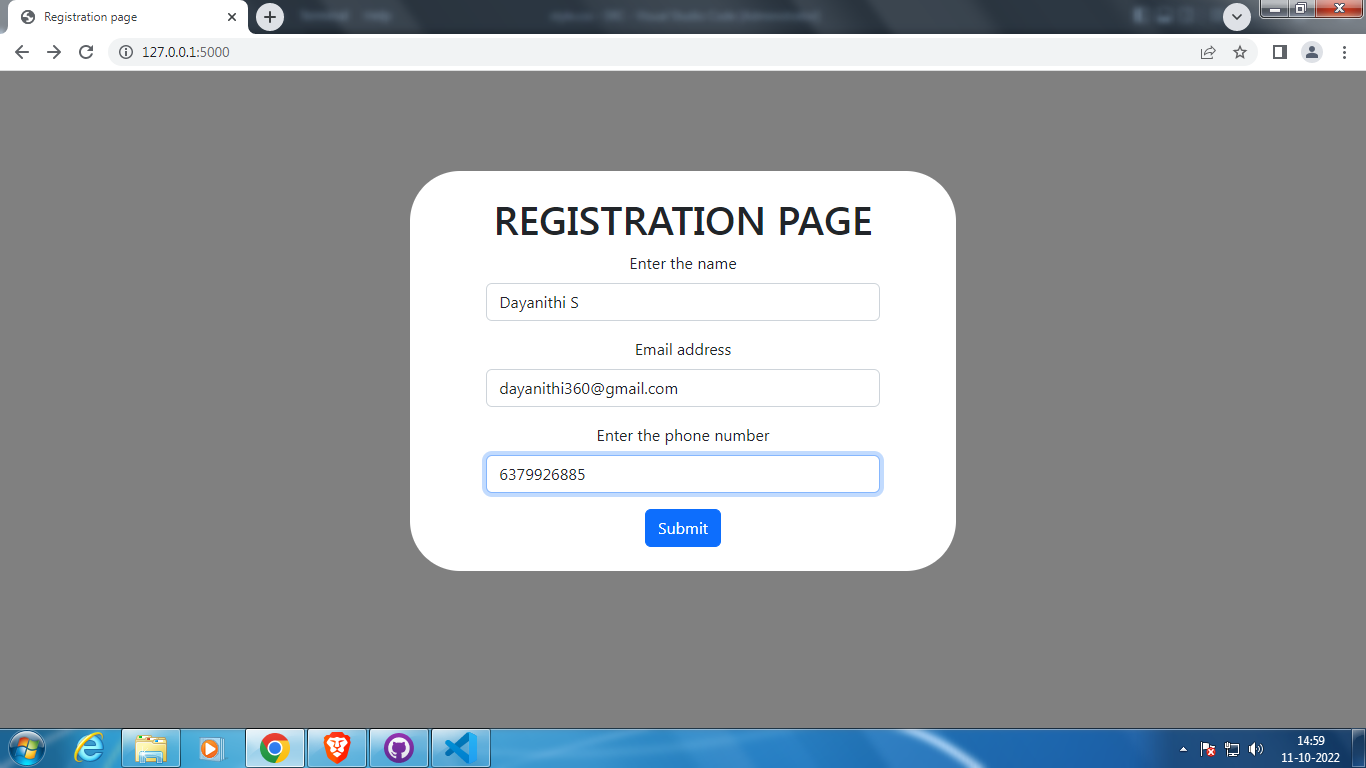 Registration page
127.0.0.1:5000
REGISTRATION PAGE
Enter the name
Dayanithi S
Email address
dayanithi360@gmail.com
Enter the phone number
6379926885
Submit
14:59
11-10-2022